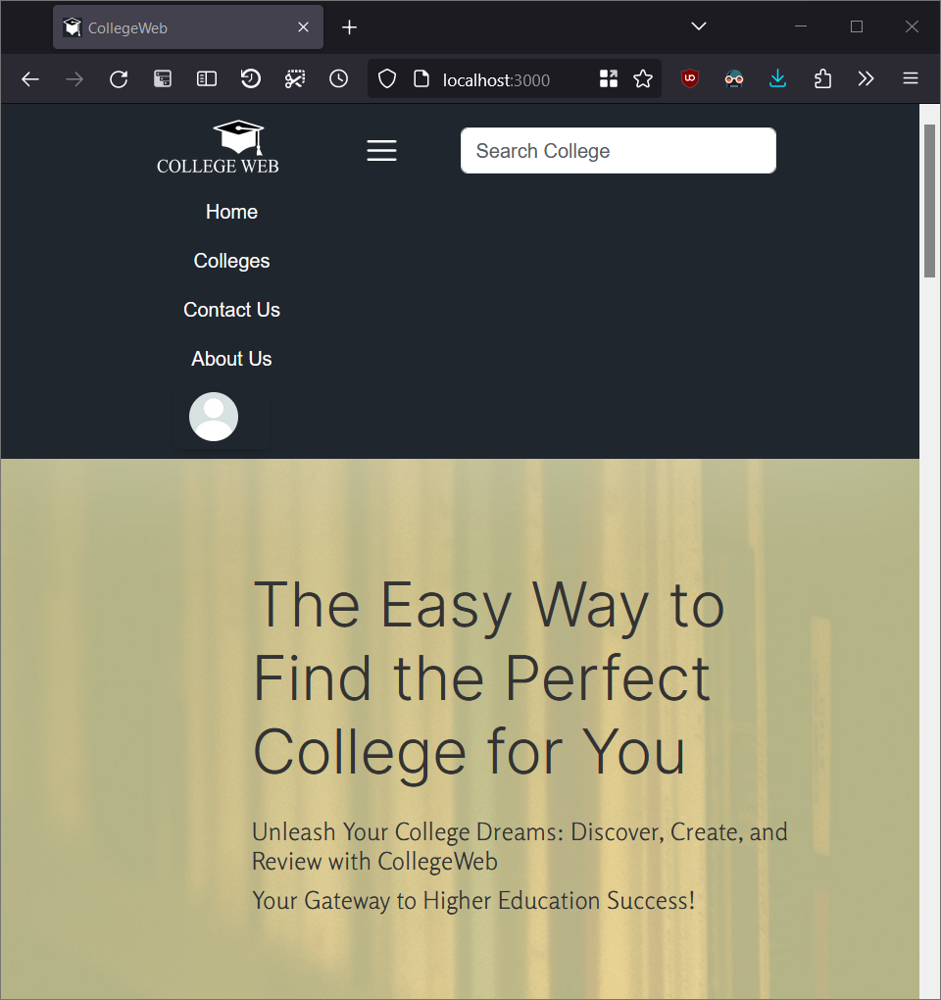 CollegeWeb
localhost:3000
COLLEGE WEB
Search College
Home
Colleges
Contact Us
About Us
The Easy Way to
Find the Perfect
College for You
Unleash Your College Dreams: Discover, Create, and
Review with CollegeWeb
Your Gateway to Higher Education Success!